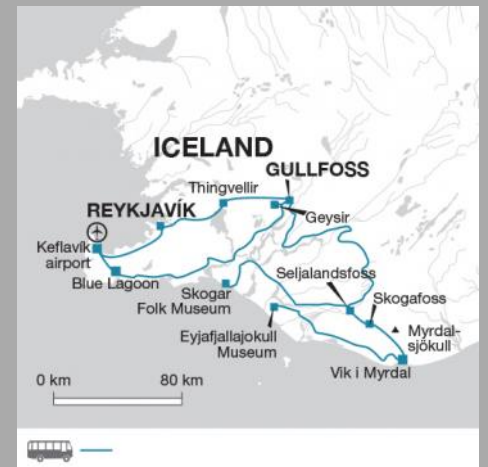 ICELAND
GULLFOSS
Thingvellir
REYKJAVÍK
Geysir
Keflavík
airport
Blue Lagoon
Seljalandsfoss
Skogar
Folk Museum
Skogafoss
Eyjafjallajokull
Museum
Myrdal-
sjökull
Vik i Myrdal
0 km
80 km